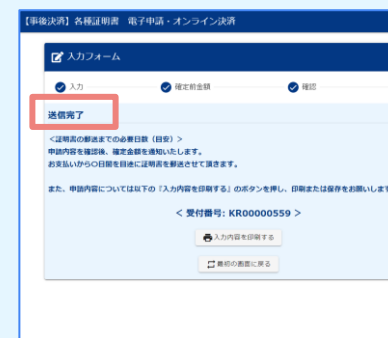 【事後決済】各種証明書　電子申請・オンライン決済
入力フォーム
入力
確定前金額
確認
送信完了
＜証明書の郵送までの必要日数（目安）＞
申請内容を確認後、確定金額を通知いたします。
お支払いから〇日間を目途に証明書を郵送させて頂きます。
また、申請内容については以下の「入力内容を印刷する」のボタンを押し、印刷または保存をお願いします
＜ 受付番号: KR00000559 ＞
入力内容を印刷する
最初の画面に戻る